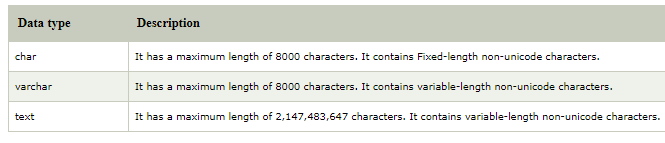 Data type Description
char It has a maximum length of 8000 characters. It contains Fixed-length non-unicode characters.
varchar It has a maximum length of 8000 characters. It contains variable-length non-unicode characters.
text It has a maximum length of 2,147,483,647 characters. It contains variable-length non-unicode characters.